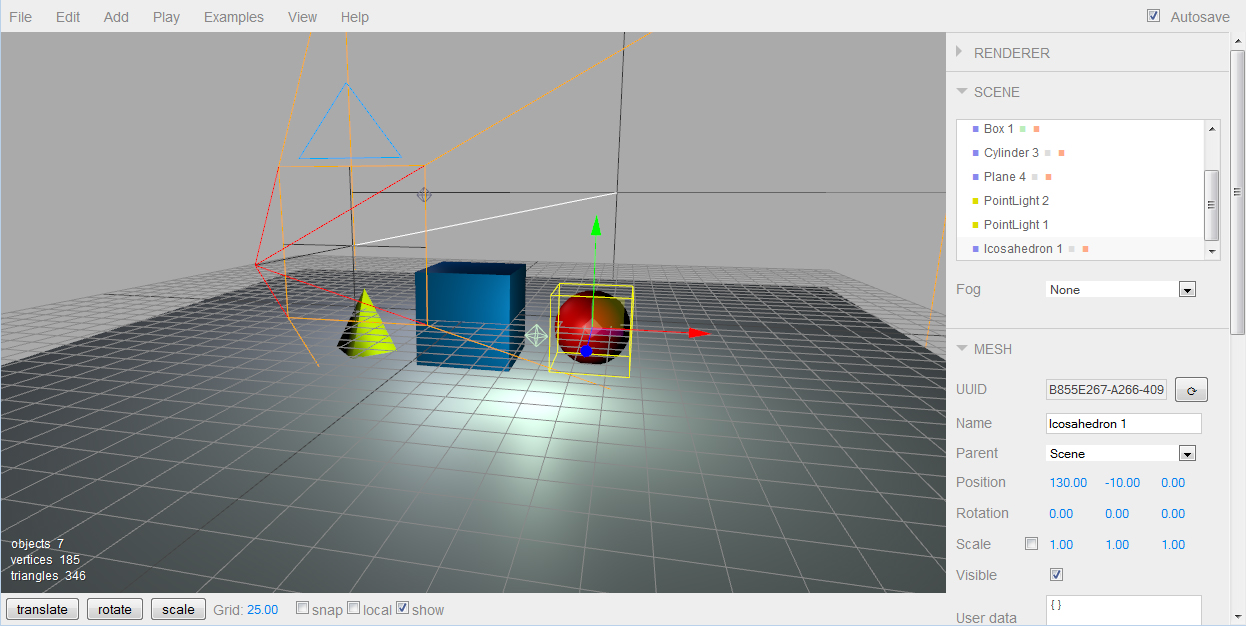 File Edit Add Play Examples View Help Autosave
RENDERER
SCENE
Box 1
Cylinder 3
Plane 4
PointLight 2
PointLight 1
Icosahedron 1
Fog None
MESH
UUID B855E267-A266-409
Name Icosahedron 1
Parent Scene
Position 130.00 -10.00 0.00
Rotation 0.00 0.00 0.00
Scale 1.00 1.00 1.00
Visible
User data {}
objects 7
vertices 185
triangles 346
translate rotate scale Grid: 25.00 snap local show